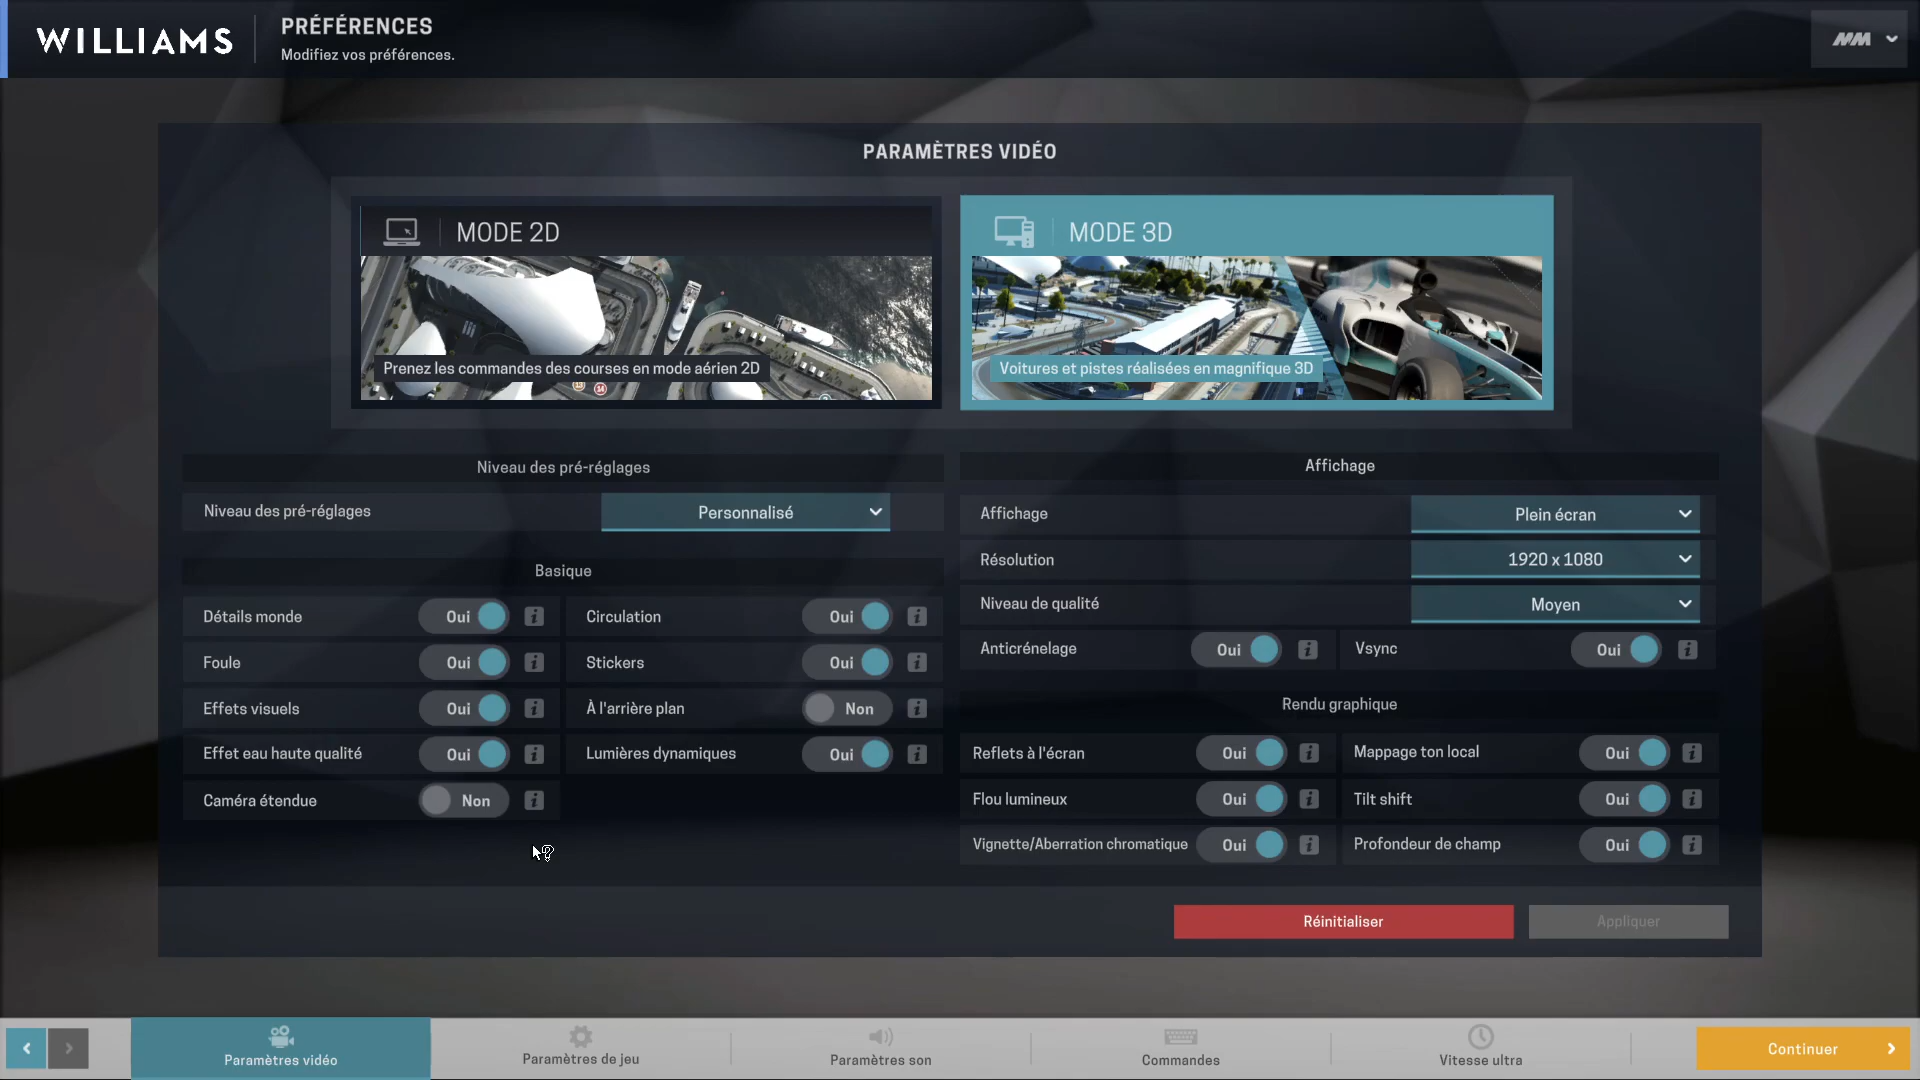 WILLIAMS
PRÉFÉRENCES
Modifiez vos préférences.
PARAMÈTRES VIDÉO
MODE 2D
Prenez les commandes des courses en mode aérien 2D
13
14
MODE 3D
Voitures et pistes réalisées en magnifique 3D
Niveau des pré-réglages
Niveau des pré-réglages
Personnalisé
Basique
Détails monde
Oui
Circulation
Oui
Foule
Oui
Stickers
Oui
Effets visuels
Oui
À l'arrière plan
Non
Effet eau haute qualité
Oui
Lumières dynamiques
Oui
Caméra étendue
Non
Affichage
Affichage
Plein écran
Résolution
1920 x 1080
Niveau de qualité
Moyen
Anticrénelage
Oui
Vsync
Oui
Rendu graphique
Reflets à l'écran
Oui
Mappage ton local
Oui
Flou lumineux
Oui
Tilt shift
Oui
Vignette/Aberration chromatique
Oui
Profondeur de champ
Oui
Réinitialiser
Appliquer
Paramètres vidéo
Paramètres de jeu
Paramètres son
Commandes
Vitesse ultra
Continuer